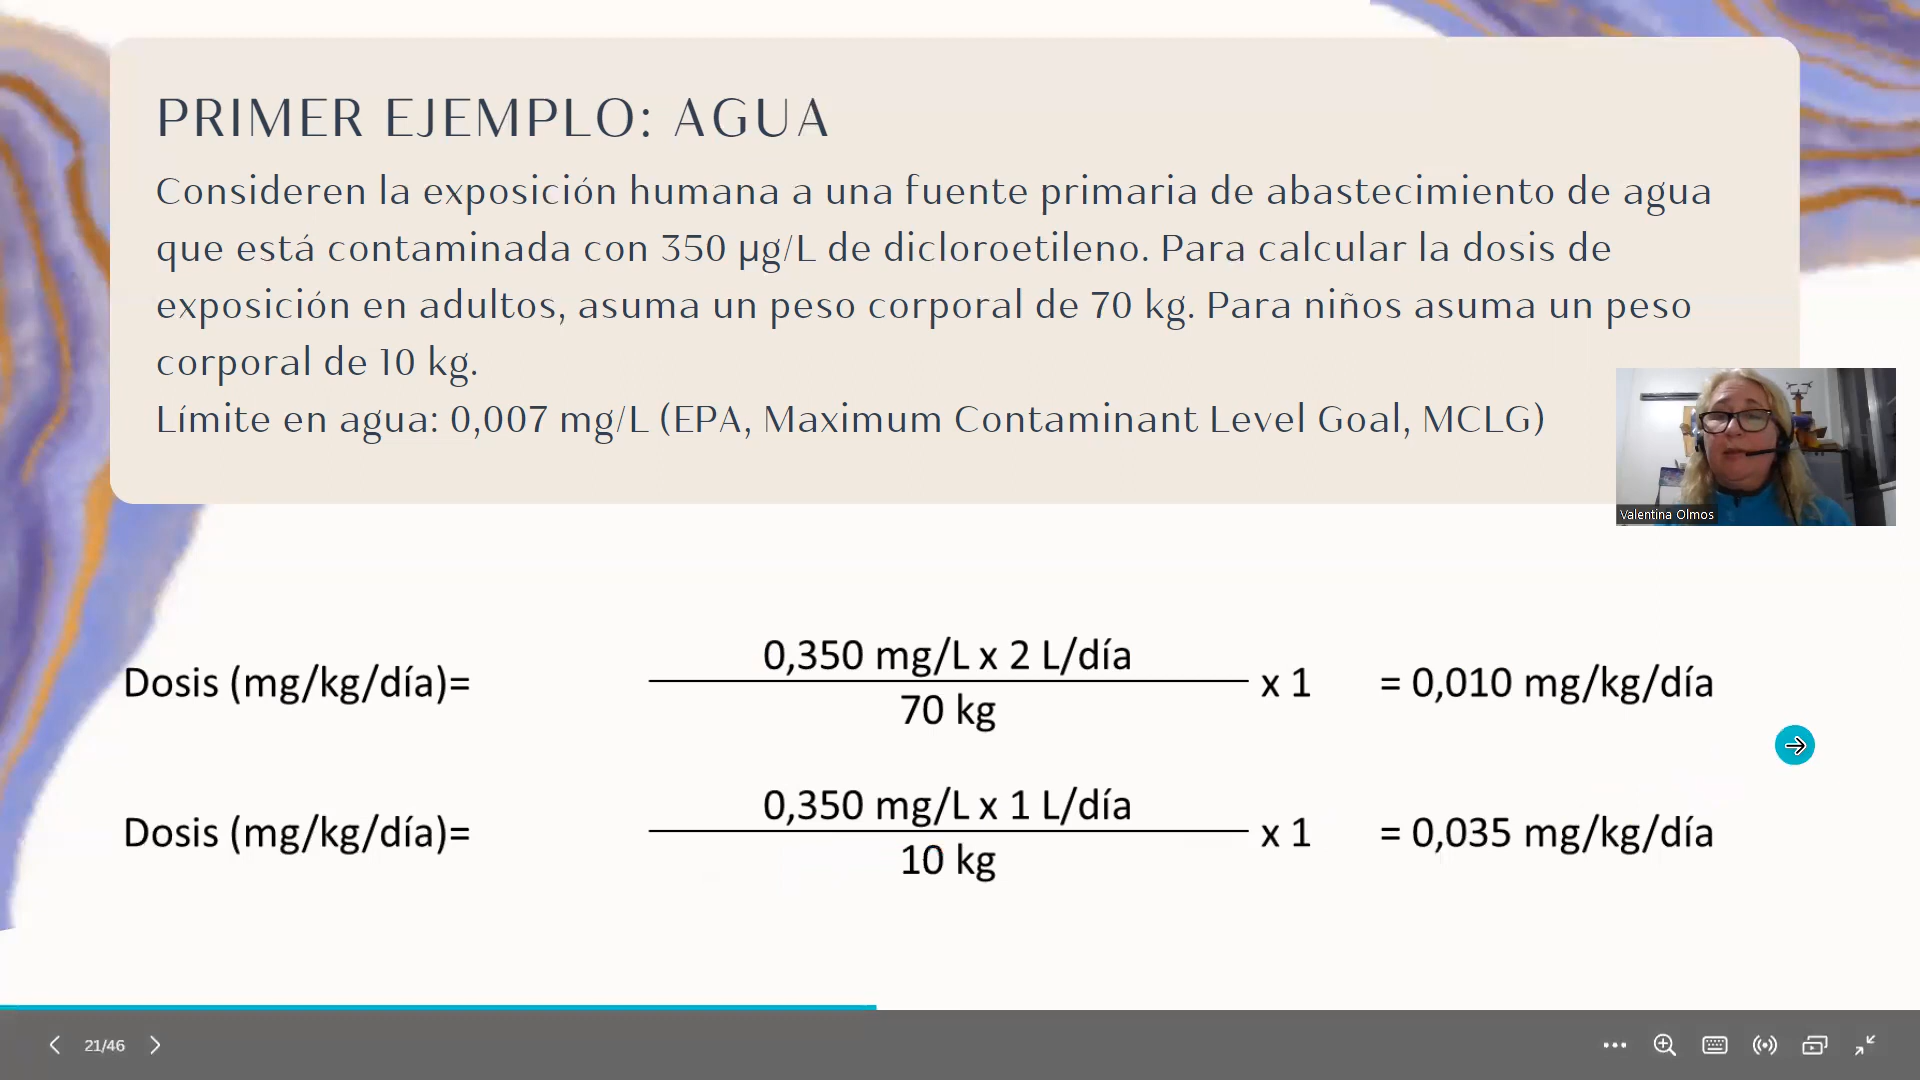 PRIMER EJEMPLO: AGUA
Consideren la exposición humana a una fuente primaria de abastecimiento de agua
que está contaminada con 350 µg/L de dicloroetileno. Para calcular la dosis de
exposición en adultos, asuma un peso corporal de 70 kg. Para niños asuma un peso
corporal de 10 kg.
Límite en agua: 0,007 mg/L (EPA, Maximum Contaminant Level Goal, MCLG)
Valentina Olmos
0,350 mg/L x 2 L/día
Dosis (mg/kg/día)= x 1 = 0,010 mg/kg/día
70 kg
0,350 mg/L x 1 L/día
Dosis (mg/kg/día)= x 1 = 0,035 mg/kg/día
10 kg
21/46